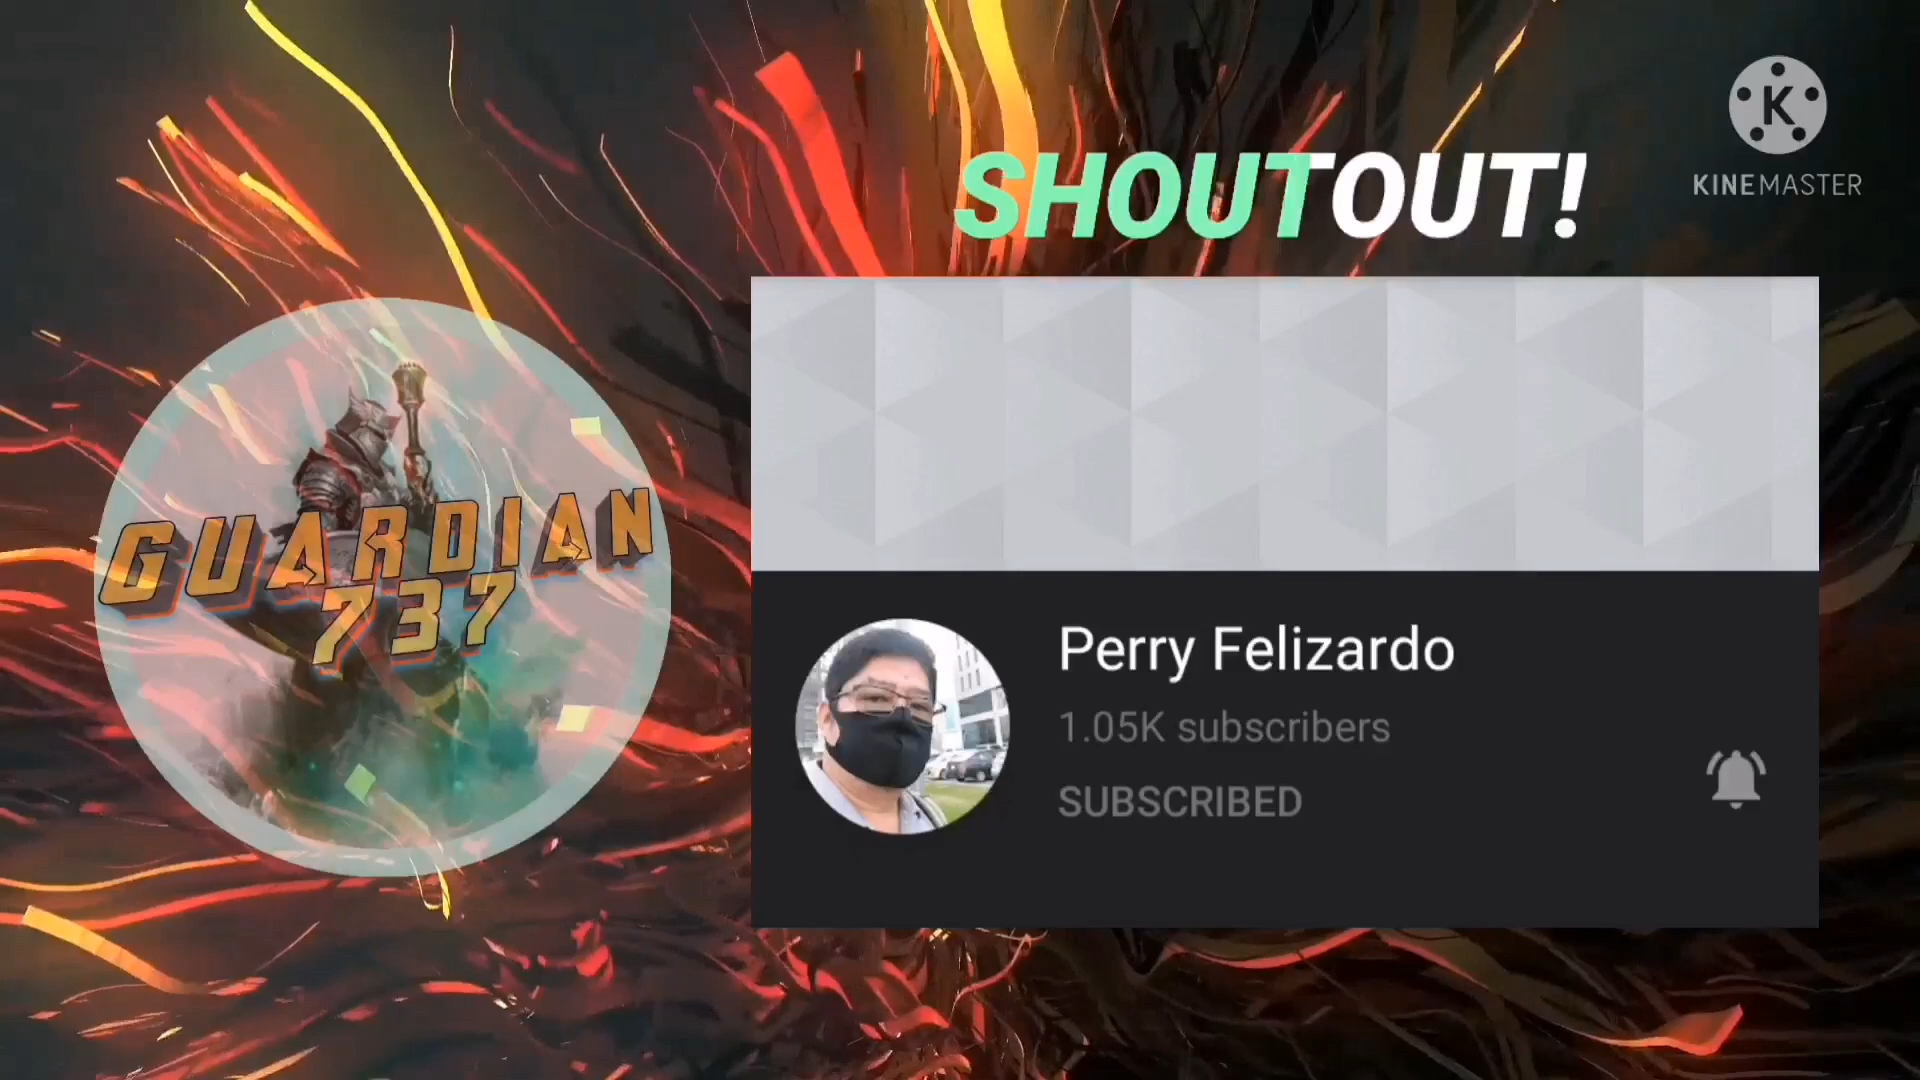 SHOUTOUT!
K
KINEMASTER
GUARDIAN
737
Perry Felizardo
1.05K subscribers
SUBSCRIBED